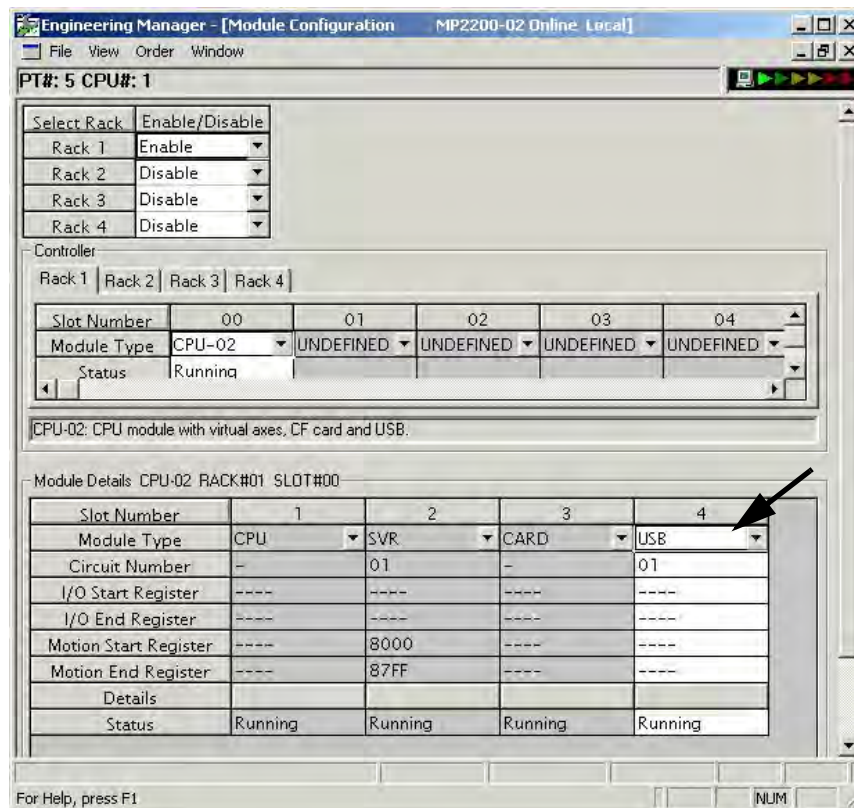 Engineering Manager - [Module Configuration MP2200-02 Online Local]
File View Order Window
PT#: 5 CPU#: 1
Select Rack Enable/Disable
Rack 1 Enable
Rack 2 Disable
Rack 3 Disable
Rack 4 Disable
Controller
Rack 1 Rack 2 Rack 3 Rack 4
Slot Number 00 01 02 03 04
Module Type CPU-02 UNDEFINED UNDEFINED UNDEFINED UNDEFINED
Status Running
CPU-02: CPU module with virtual axes, CF card and USB.
Module Details CPU-02 RACK#01 SLOT#00
Slot Number 1 2 3 4
Module Type CPU SVR CARD USB
Circuit Number - 01 - 01
I/O Start Register ---- ---- ---- ----
I/O End Register ---- ---- ---- ----
Motion Start Register ---- 8000 ---- ----
Motion End Register ---- 87FF ---- ----
Details
Status Running Running Running Running
For Help, press F1 NUM